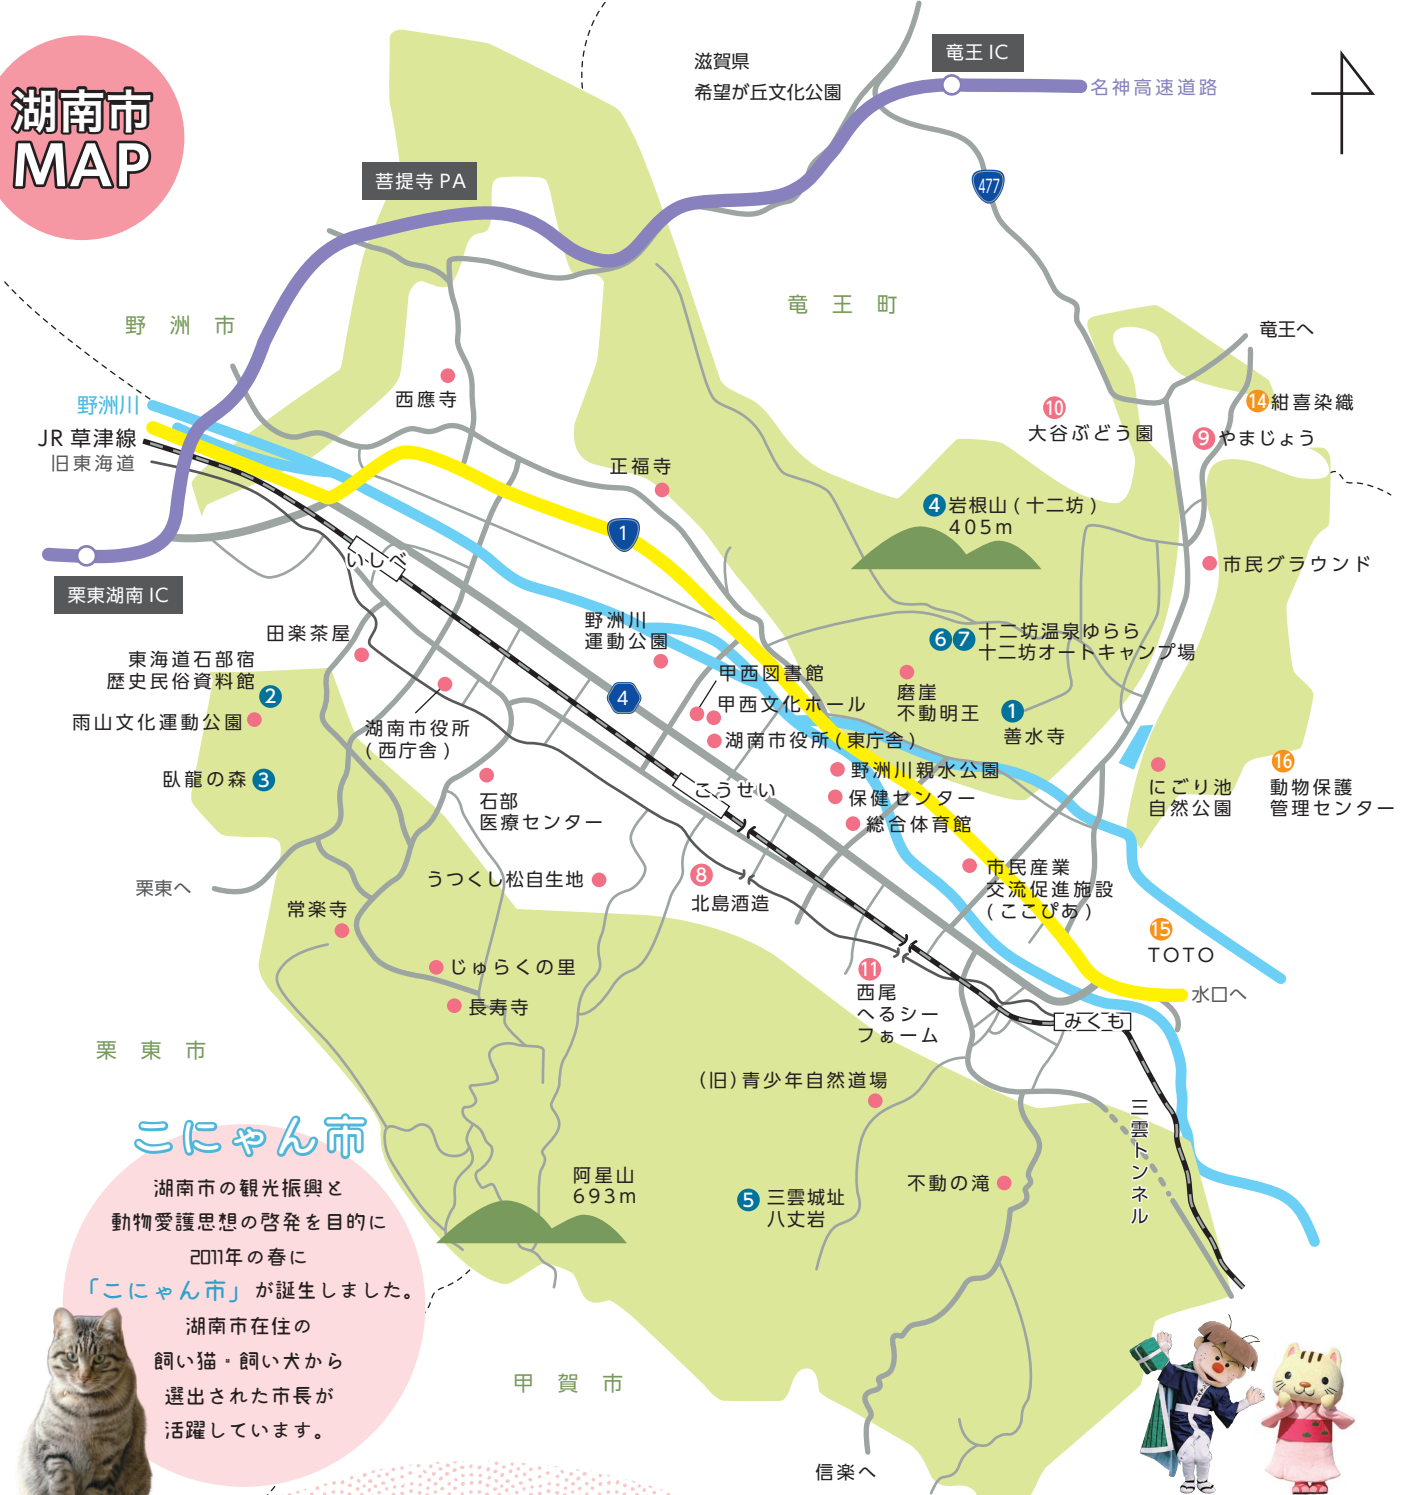 湖南市
MAP
滋賀県
希望が丘文化公園
竜王 IC
名神高速道路
菩提寺 PA
477
野洲市
竜王町
竜王へ
野洲川
JR 草津線
旧東海道
西應寺
正福寺
10
大谷ぶどう園
14 紺喜染織
9 やまじょう
4 岩根山 ( 十二坊 )
405m
1
市民グラウンド
栗東湖南 IC
いしべ
田楽茶屋
東海道石部宿
歴史民俗資料館
2
雨山文化運動公園
臥龍の森 3
湖南市役所
( 西庁舎 )
野洲川
運動公園
4
甲西図書館
甲西文化ホール
湖南市役所 ( 東庁舎 )
6 7 十二坊温泉ゆらら
十二坊オートキャンプ場
磨崖
不動明王
1
善水寺
野洲川親水公園
保健センター
総合体育館
こうせい
石部
医療センター
にごり池
自然公園
16
動物保護
管理センター
市民産業
交流促進施設
( ここぴあ )
栗東へ
常楽寺
うつくし松自生地
8
北島酒造
じゅらくの里
長寿寺
11
西尾
へるシー
ファーム
15
TOTO
水口へ
みくも
栗東市
(旧) 青少年自然道場
三雲トンネル
阿星山
693m
5 三雲城址
八丈岩
不動の滝
甲賀市
信楽へ
こにゃん市
湖南市の観光振興と
動物愛護思想の啓発を目的に
2011年の春に
「こにゃん市」が誕生しました。
湖南市在住の
飼い猫・飼い犬から
選出された市長が
活躍しています。